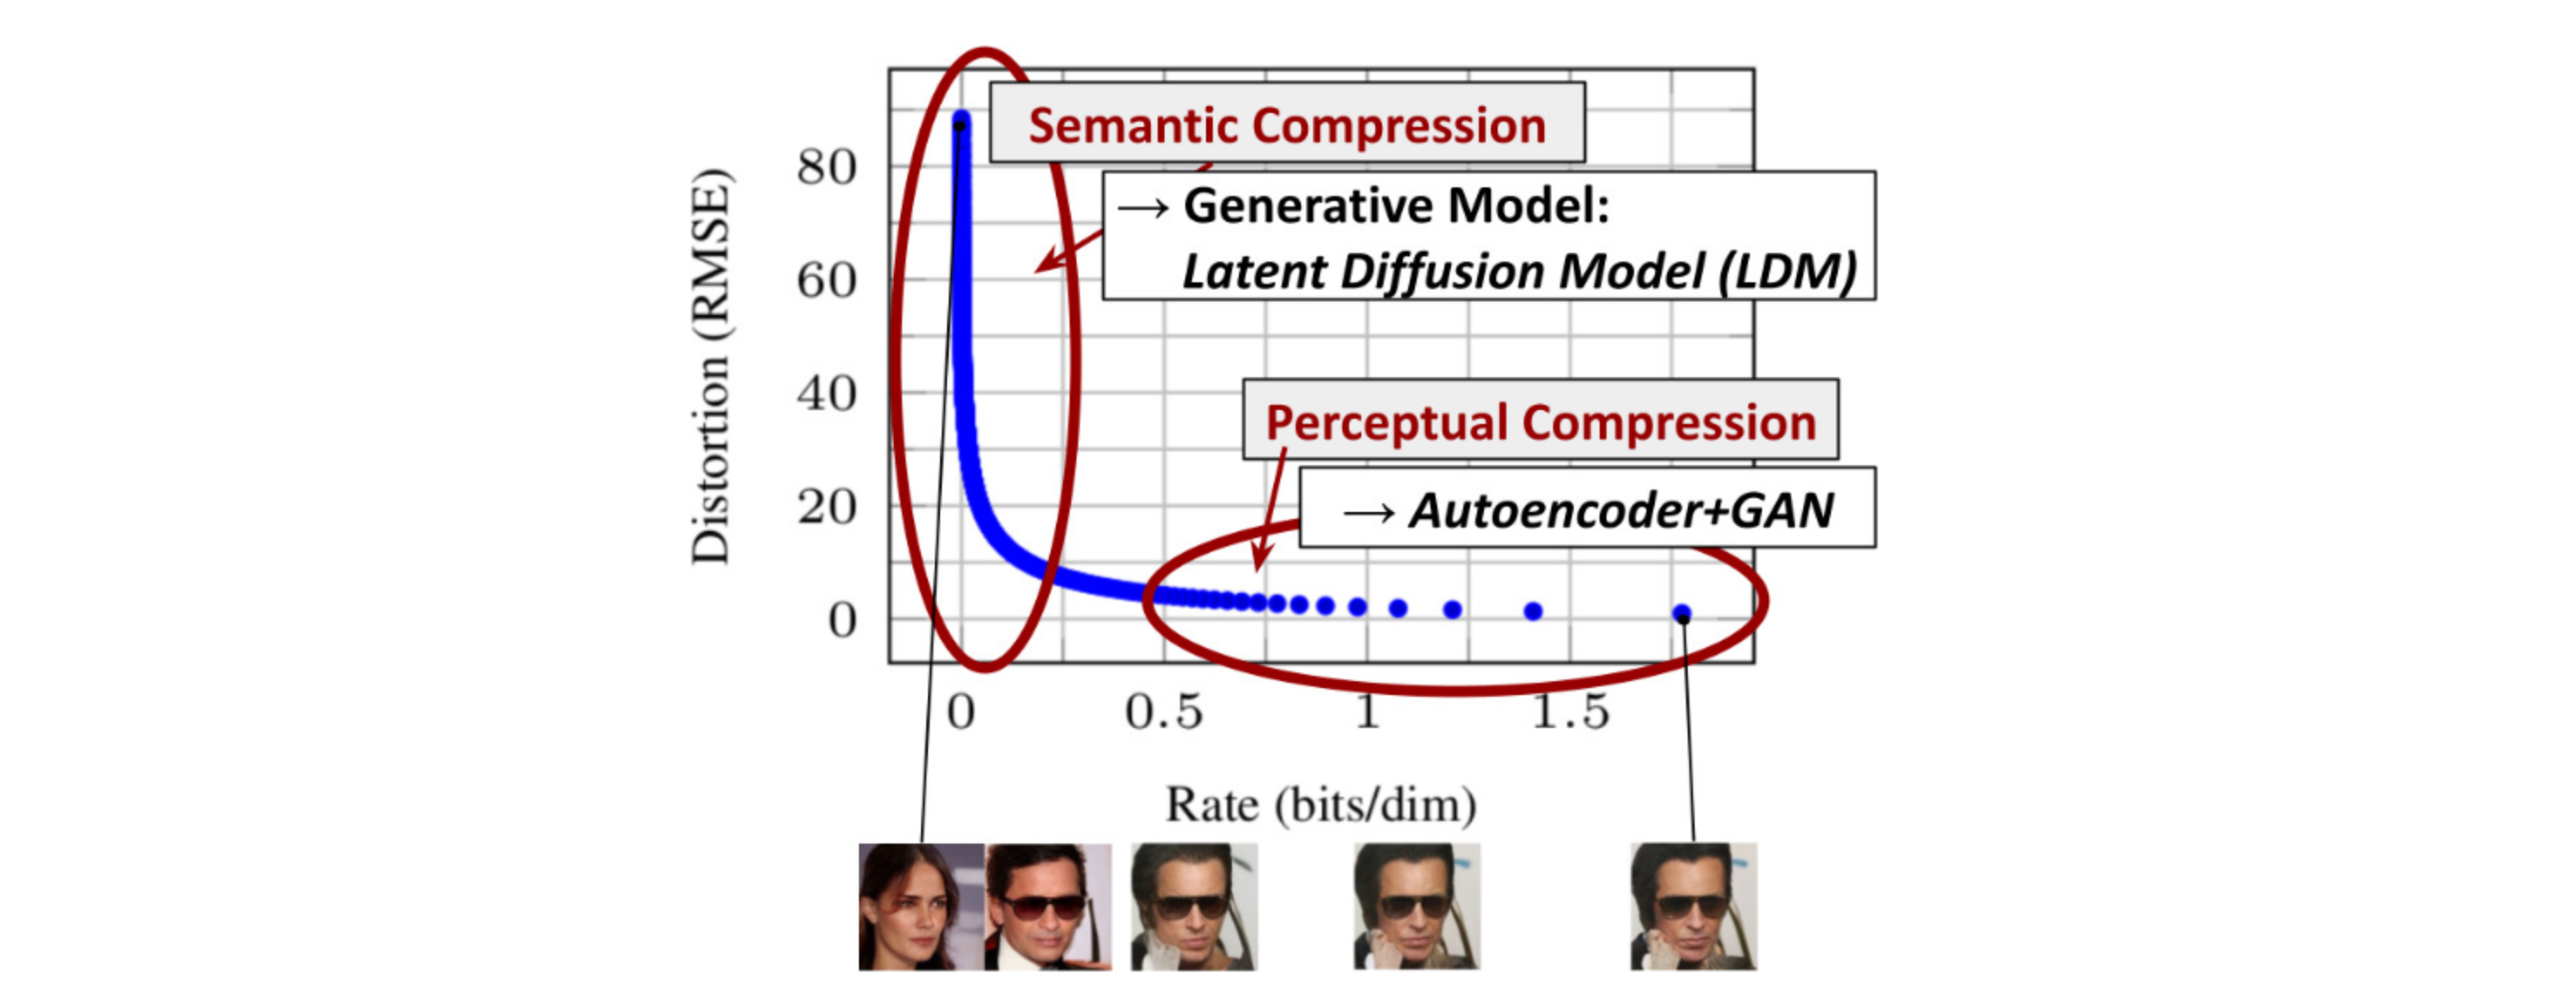 Semantic Compression
→ Generative Model:
Latent Diffusion Model (LDM)
Perceptual Compression
→ Autoencoder+GAN
Distortion (RMSE)
80
60
40
20
0
0 0.5 1 1.5
Rate (bits/dim)